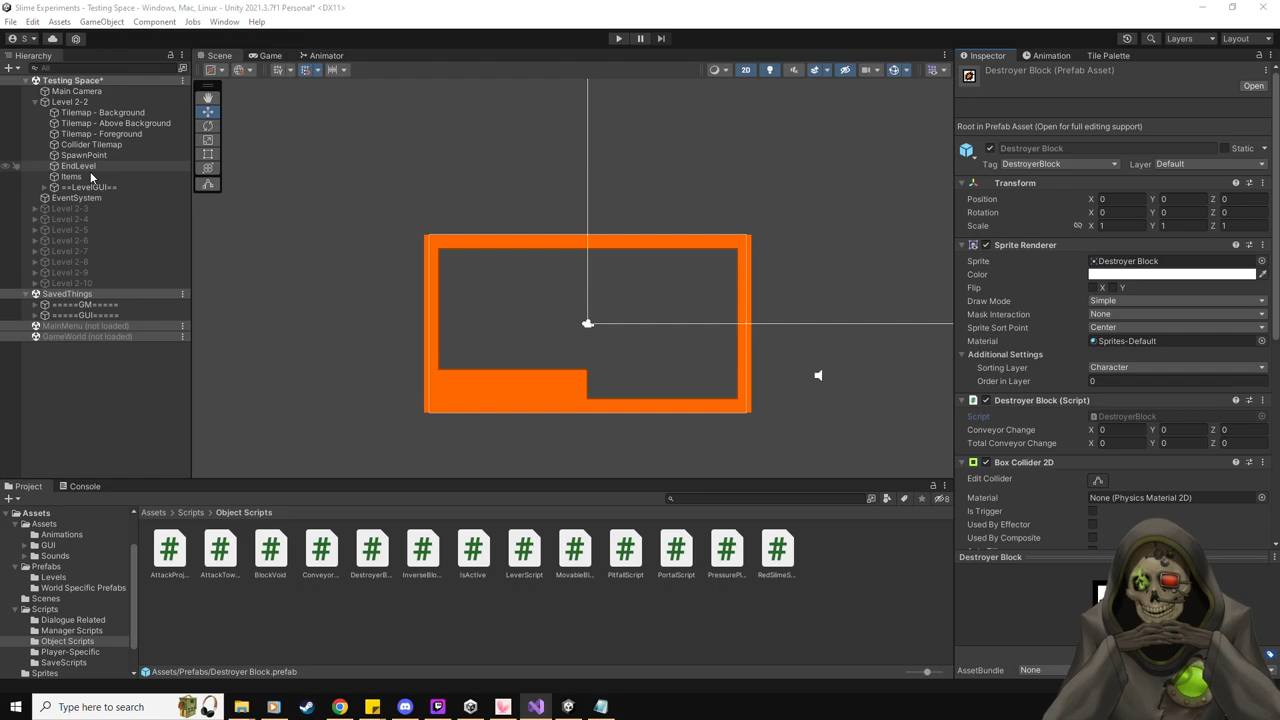 Slime Experiments - Testing Space - Windows, Mac, Linux - Unity 2021.3.7f1 Personal* <DX11>
File Edit Assets GameObject Component Jobs Window Help
S Layers Layout
Hierarchy Scene Game Animator Inspector Animation Tile Palette
All 2D Destroyer Block (Prefab Asset)
Open
Testing Space*
Main Camera
Level 2-2
Tilemap - Background
Tilemap - Above Background
Tilemap - Foreground
Collider Tilemap
SpawnPoint
EndLevel
Items
==LevelGUI==
EventSystem
Level 2-3
Level 2-4
Level 2-5
Level 2-6
Level 2-7
Level 2-8
Level 2-9
Level 2-10
SavedThings
=====GM=====
=====GUI=====
MainMenu (not loaded)
GameWorld (not loaded)
Root in Prefab Asset (Open for full editing support)
Destroyer Block Static
Tag DestroyerBlock Layer Default
Transform
Position X 0 Y 0 Z 0
Rotation X 0 Y 0 Z 0
Scale X 1 Y 1 Z 1
Sprite Renderer
Sprite Destroyer Block
Color
Flip X Y
Draw Mode Simple
Mask Interaction None
Sprite Sort Point Center
Material Sprites-Default
Additional Settings
Sorting Layer Character
Order in Layer 0
Destroyer Block (Script)
Script DestroyerBlock
Conveyor Change X 0 Y 0 Z 0
Total Conveyor Change X 0 Y 0 Z 0
Box Collider 2D
Edit Collider
Material None (Physics Material 2D)
Is Trigger
Used By Effector
Used By Composite
Destroyer Block
AssetBundle None
Project Console
8
Assets
Assets
Animations
GUI
Sounds
Prefabs
Levels
World Specific Prefabs
Scenes
Scripts
Dialogue Related
Manager Scripts
Object Scripts
Player-Specific
SaveScripts
Sprites
Assets > Scripts > Object Scripts
AttackProj... AttackTow... BlockVoid Conveyor... DestroyerB... InverseBlo... IsActive LeverScript MovableBl... PitfallScript PortalScript PressurePl... RedSlimeS...
Assets/Prefabs/Destroyer Block.prefab
Type here to search